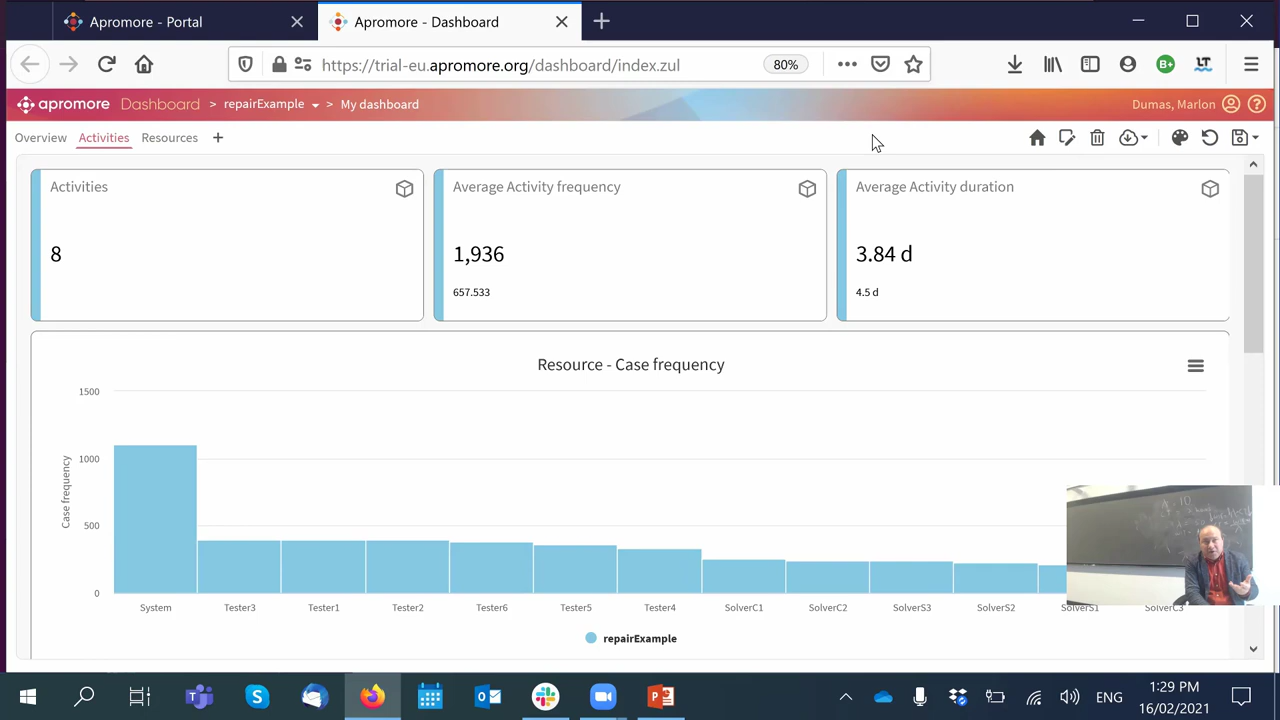 Apromore - Portal
Apromore - Dashboard
https://trial-eu.apromore.org/dashboard/index.zul
80%
B+
LT
apromore Dashboard > repairExample > My dashboard
Dumas, Marlon
?
Overview Activities Resources +
Activities
8
Average Activity frequency
1,936
657.533
Average Activity duration
3.84 d
4.5 d
Resource - Case frequency
Case frequency
1500
1000
500
0
System Tester3 Tester1 Tester2 Tester6 Tester5 Tester4 SolverC1 SolverC2 SolverS3 SolverS2 SolverS1 SolverC3
repairExample
ENG
1:29 PM
16/02/2021